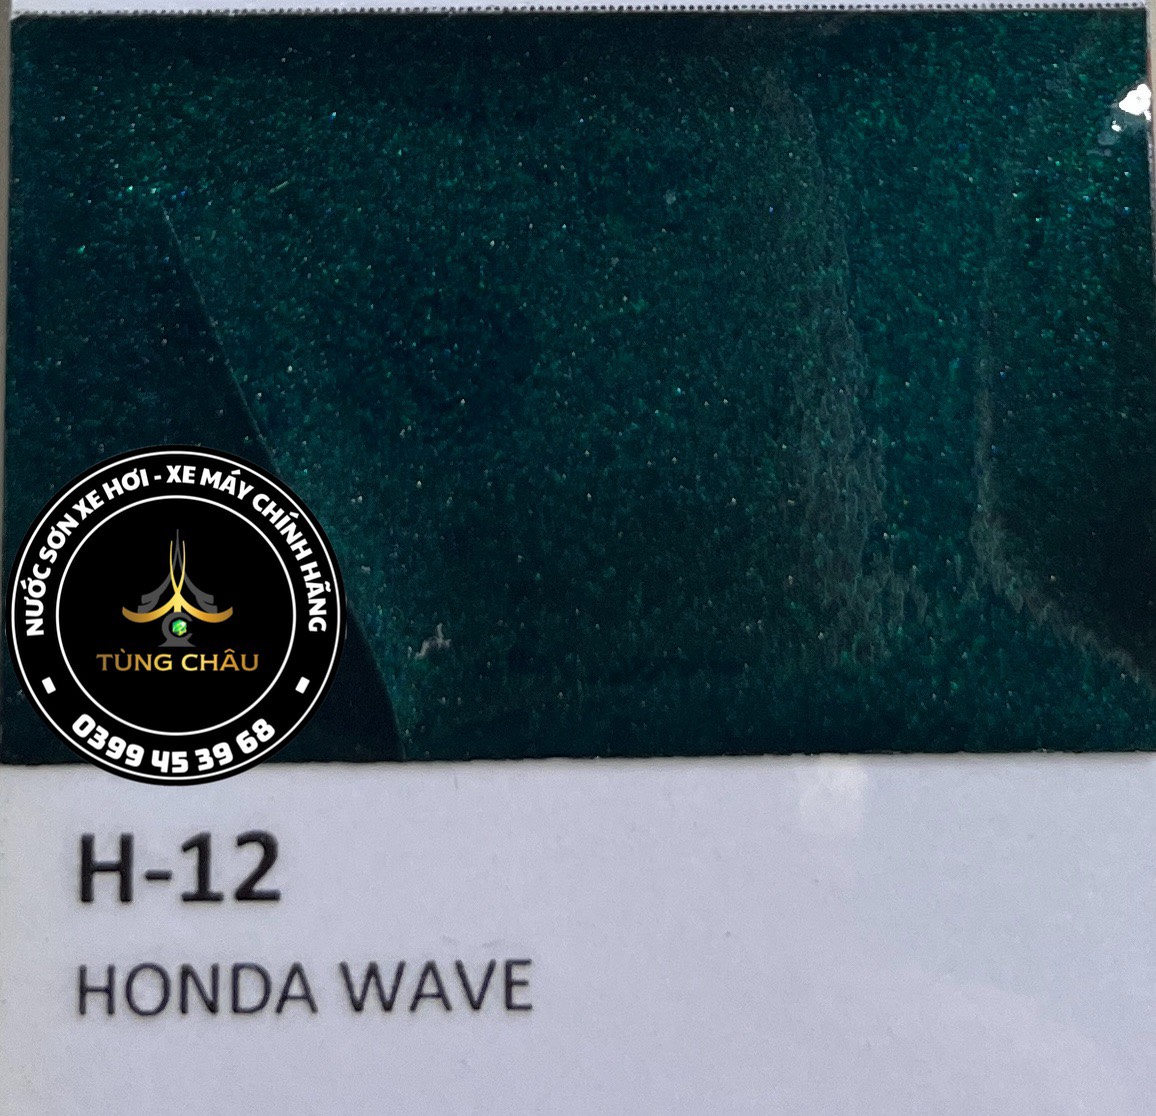 NƯỚC SƠN XE HƠI - XE MÁY CHÍNH HÃNG
TÙNG CHÂU
0399 45 39 68
H-12
HONDA WAVE